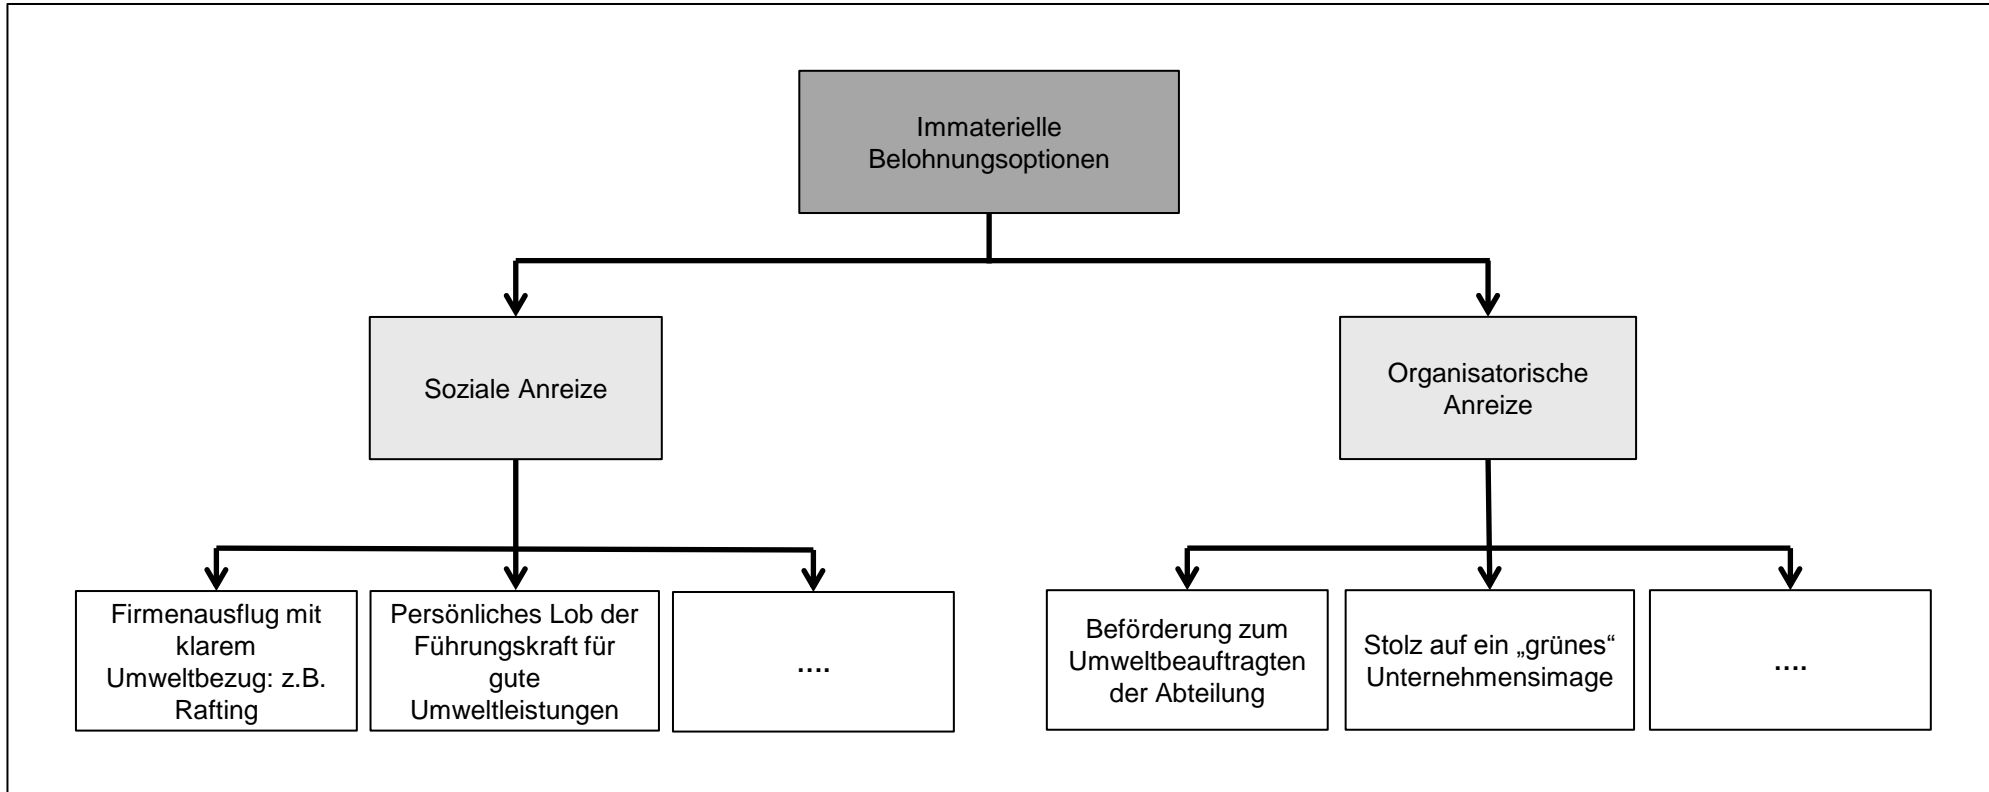 Immaterielle
Belohnungsoptionen
Soziale Anreize
Organisatorische
Anreize
Firmenausflug mit
klarem
Umweltbezug: z.B.
Rafting
Persönliches Lob der
Führungskraft für
gute
Umweltleistungen
....
Beförderung zum
Umweltbeauftragten
der Abteilung
Stolz auf ein „grünes“
Unternehmensimage
....